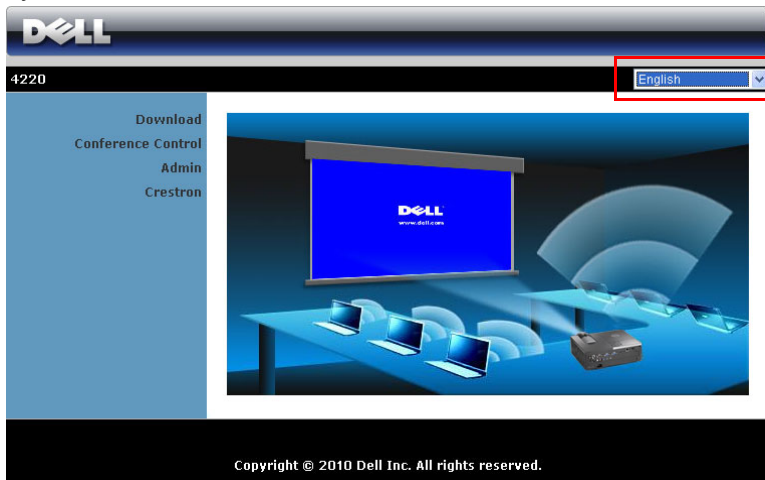 DELL
4220
English
Download
Conference Control
Admin
Crestron
DELL
www.dell.com
Copyright © 2010 Dell Inc. All rights reserved.